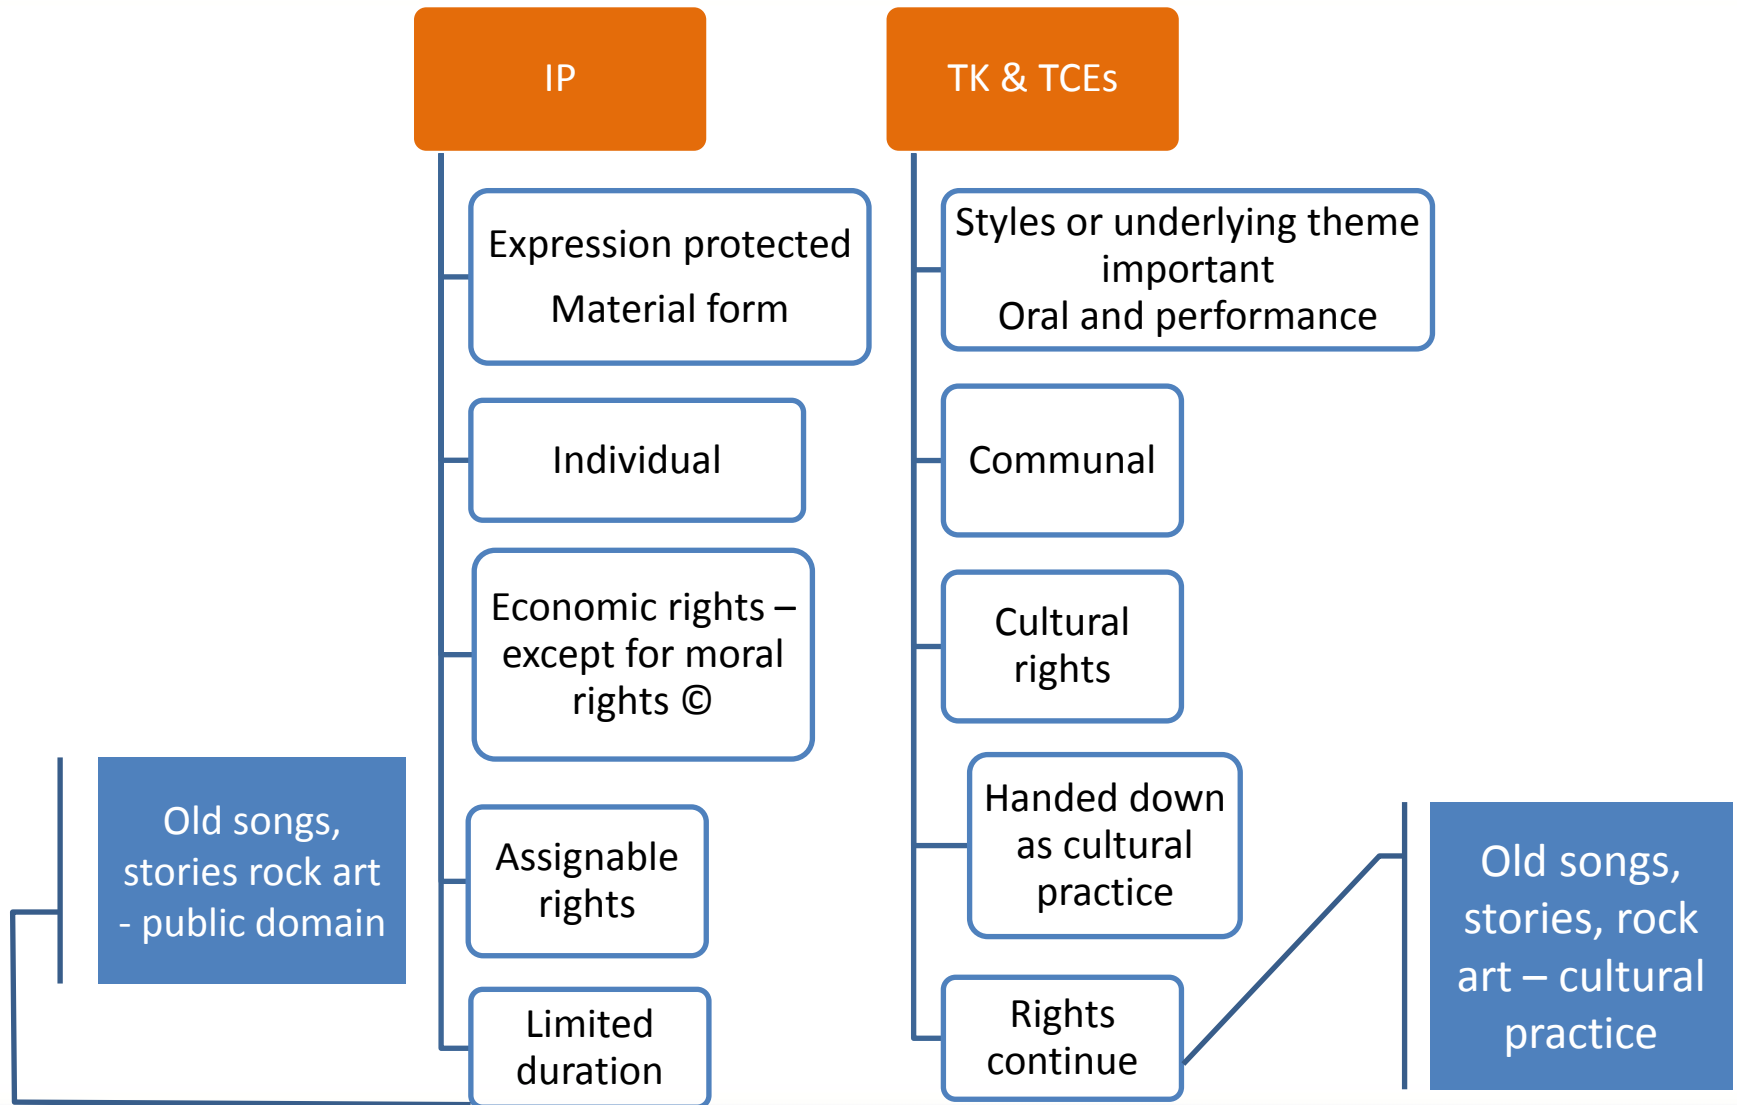 IP
TK & TCEs
Expression protected
Material form
Individual
Economic rights –
except for moral
rights ©
Assignable
rights
Limited
duration
Old songs,
stories rock art
- public domain
Styles or underlying theme
important
Oral and performance
Communal
Cultural
rights
Handed down
as cultural
practice
Rights
continue
Old songs,
stories, rock
art – cultural
practice